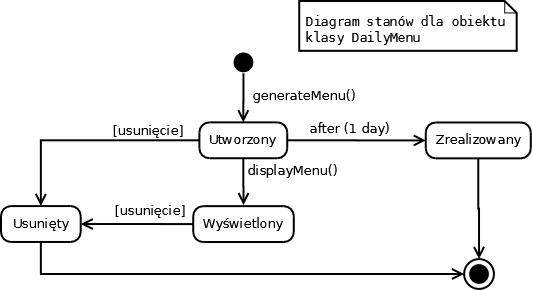 Diagram stanów dla obiektu
klasy DailyMenu
generateMenu()
[usunięcie]
Utworzony
after (1 day)
Zrealizowany
displayMenu()
Usunięty
[usunięcie]
Wyświetlony